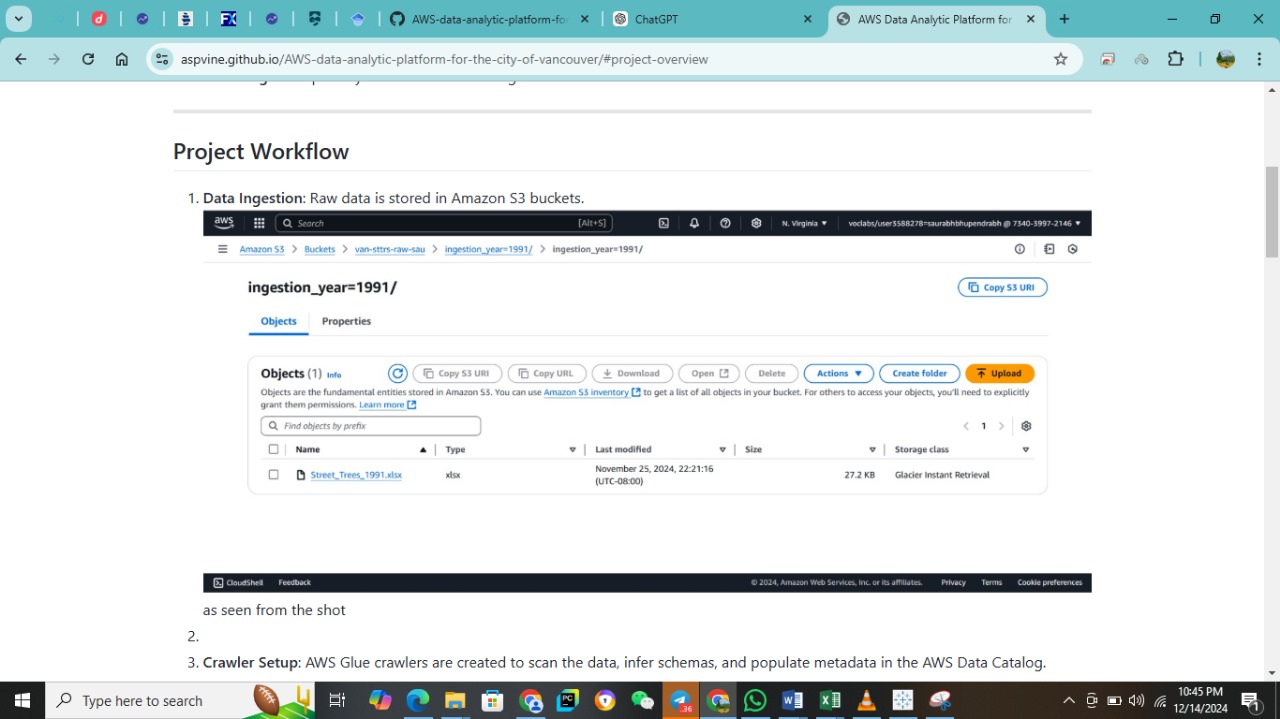 AWS-data-analytic-platform-fo
ChatGPT
AWS Data Analytic Platform for
aspvine.github.io/AWS-data-analytic-platform-for-the-city-of-vancouver/#project-overview
Project Workflow
1. Data Ingestion: Raw data is stored in Amazon S3 buckets.
aws Search [Alt+S] N. Virginia ▼ voclabs/user3588278=saurabhbhupendrabh @ 7340-3997-2146 ▼
Amazon S3 > Buckets > van-sttrs-raw-sau > ingestion_year=1991/ > ingestion_year=1991/
ingestion_year=1991/ Copy S3 URI
Objects Properties
Objects (1) Info Copy S3 URI Copy URL Download Open Delete Actions ▼ Create folder Upload
Objects are the fundamental entities stored in Amazon S3. You can use Amazon S3 inventory to get a list of all objects in your bucket. For others to access your objects, you'll need to explicitly
grant them permissions. Learn more
Find objects by prefix < 1 >
Name Type Last modified Size Storage class
Street_Trees_1991.xlsx xlsx November 25, 2024, 22:21:16 27.2 KB Glacier Instant Retrieval
(UTC-08:00)
CloudShell Feedback © 2024, Amazon Web Services, Inc. or its affiliates. Privacy Terms Cookie preferences
as seen from the shot
2.
3. Crawler Setup: AWS Glue crawlers are created to scan the data, infer schemas, and populate metadata in the AWS Data Catalog.
Type here to search
36
10:45 PM
12/14/2024
1